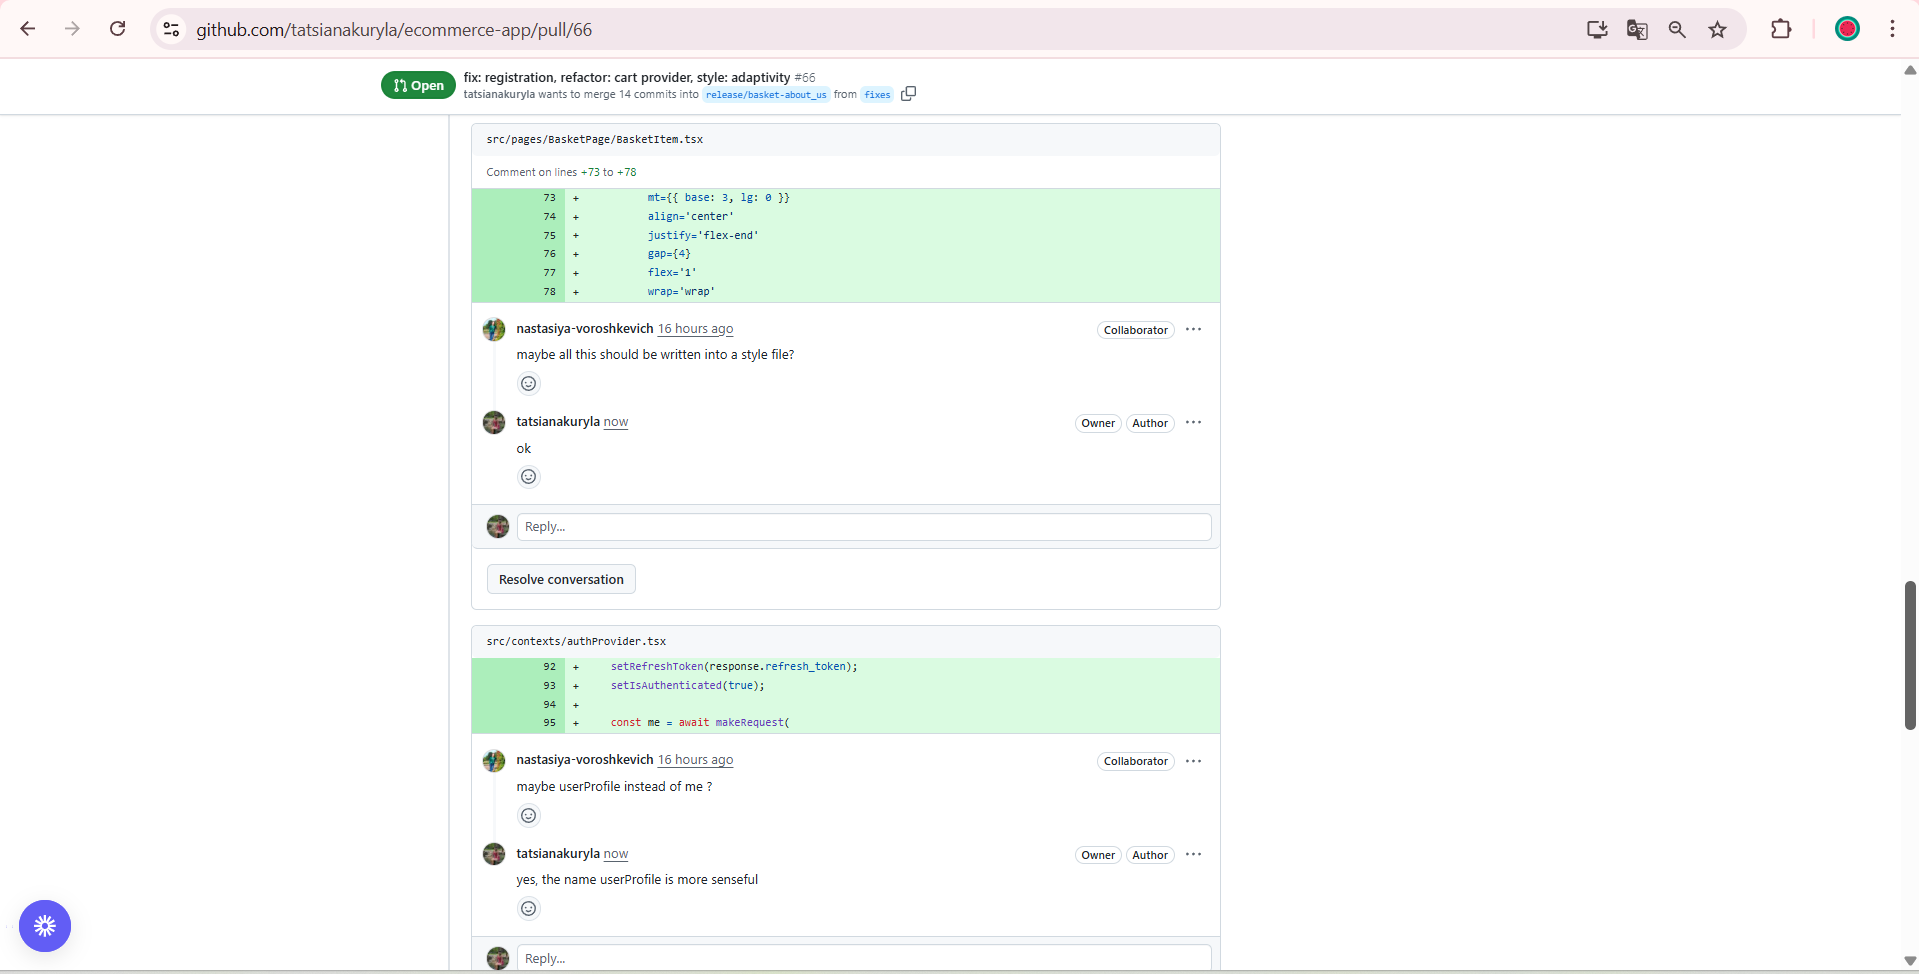 github.com/tatsianakuryla/ecommerce-app/pull/66
Open
fix: registration, refactor: cart provider, style: adaptivity #66
tatsianakuryla wants to merge 14 commits into release/basket-about_us from fixes
src/pages/BasketPage/BasketItem.tsx
Comment on lines +73 to +78
73 + mt={{ base: 3, lg: 0 }}
74 + align='center'
75 + justify='flex-end'
76 + gap={4}
77 + flex='1'
78 + wrap='wrap'
nastasiya-voroshkevich 16 hours ago Collaborator
maybe all this should be written into a style file?
tatsianakuryla now Owner Author
ok
Reply...
Resolve conversation
src/contexts/authProvider.tsx
92 + setRefreshToken(response.refresh_token);
93 + setIsAuthenticated(true);
94 +
95 + const me = await makeRequest(
nastasiya-voroshkevich 16 hours ago Collaborator
maybe userProfile instead of me ?
tatsianakuryla now Owner Author
yes, the name userProfile is more senseful
Reply...